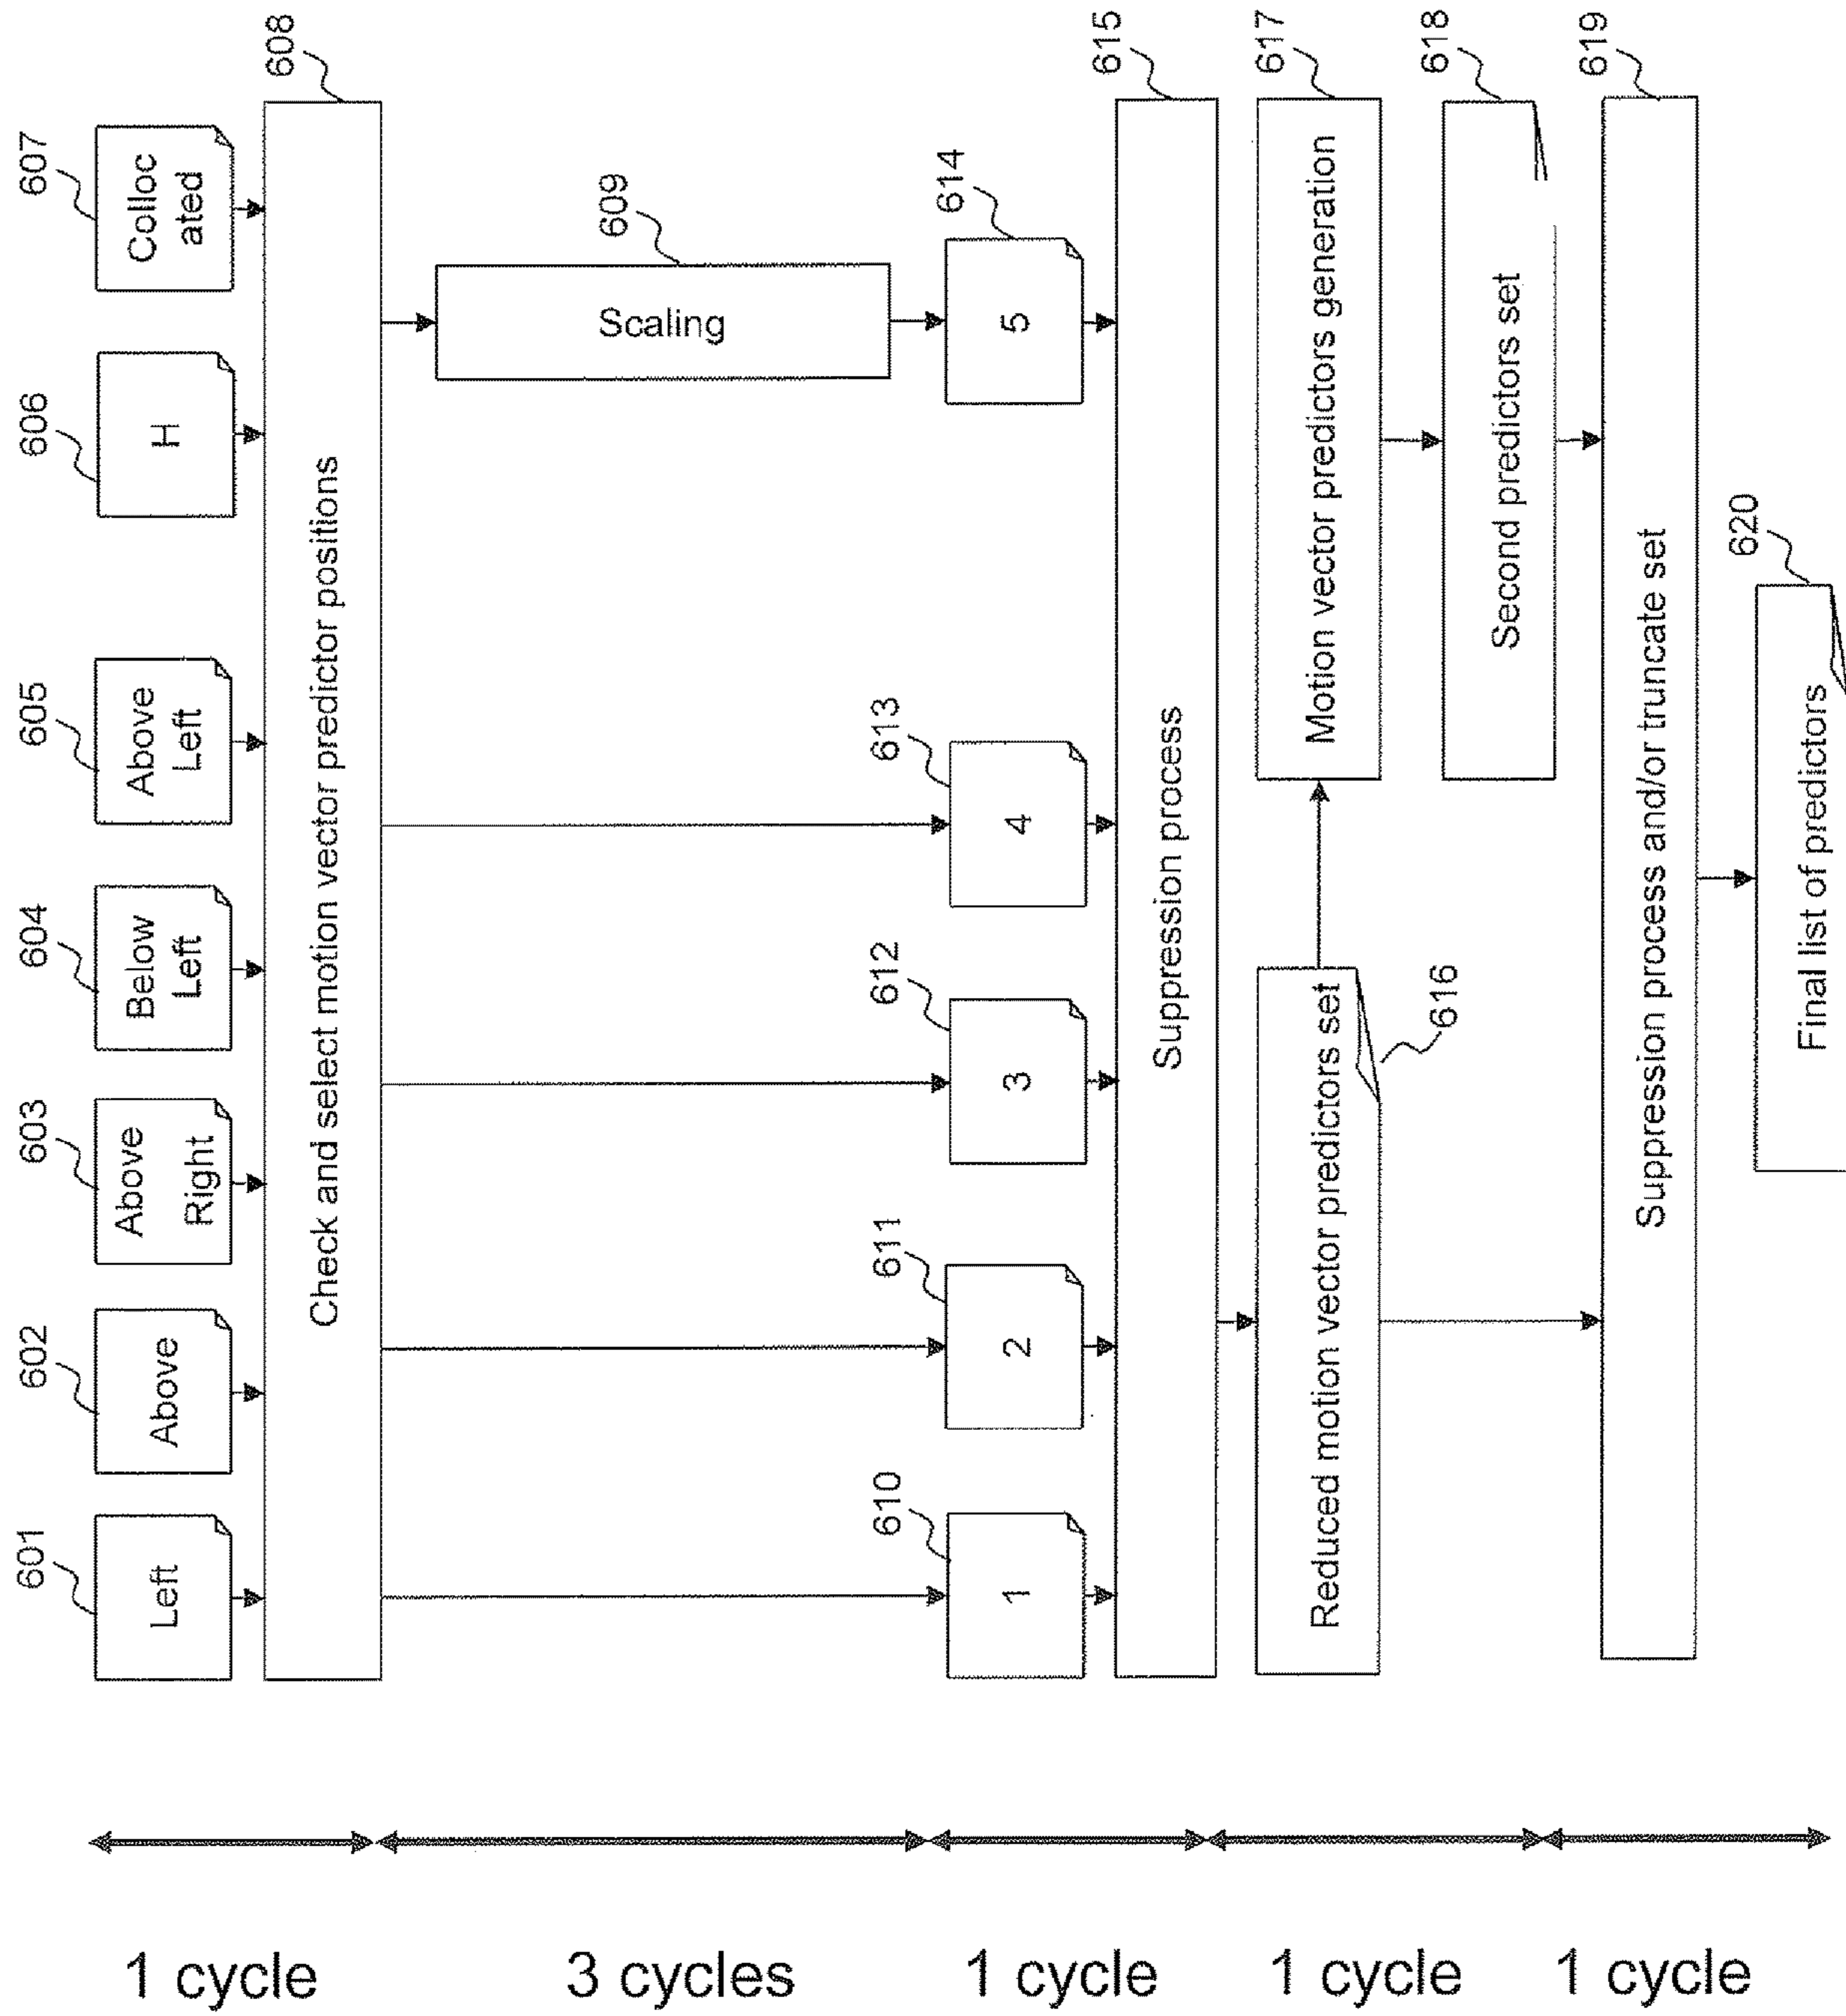 601
602
603
604
605
606
607
Left
Above
Above
Right
Below
Left
Above
Left
H
Colloc
ated
608
Check and select motion vector predictor positions
609
Scaling
610
611
612
613
614
1
2
3
4
5
615
Suppression process
Reduced motion vector predictors set
616
617
Motion vector predictors generation
618
Second predictors set
619
Suppression process and/or truncate set
620
Final list of predictors
1 cycle
3 cycles
1 cycle
1 cycle
1 cycle